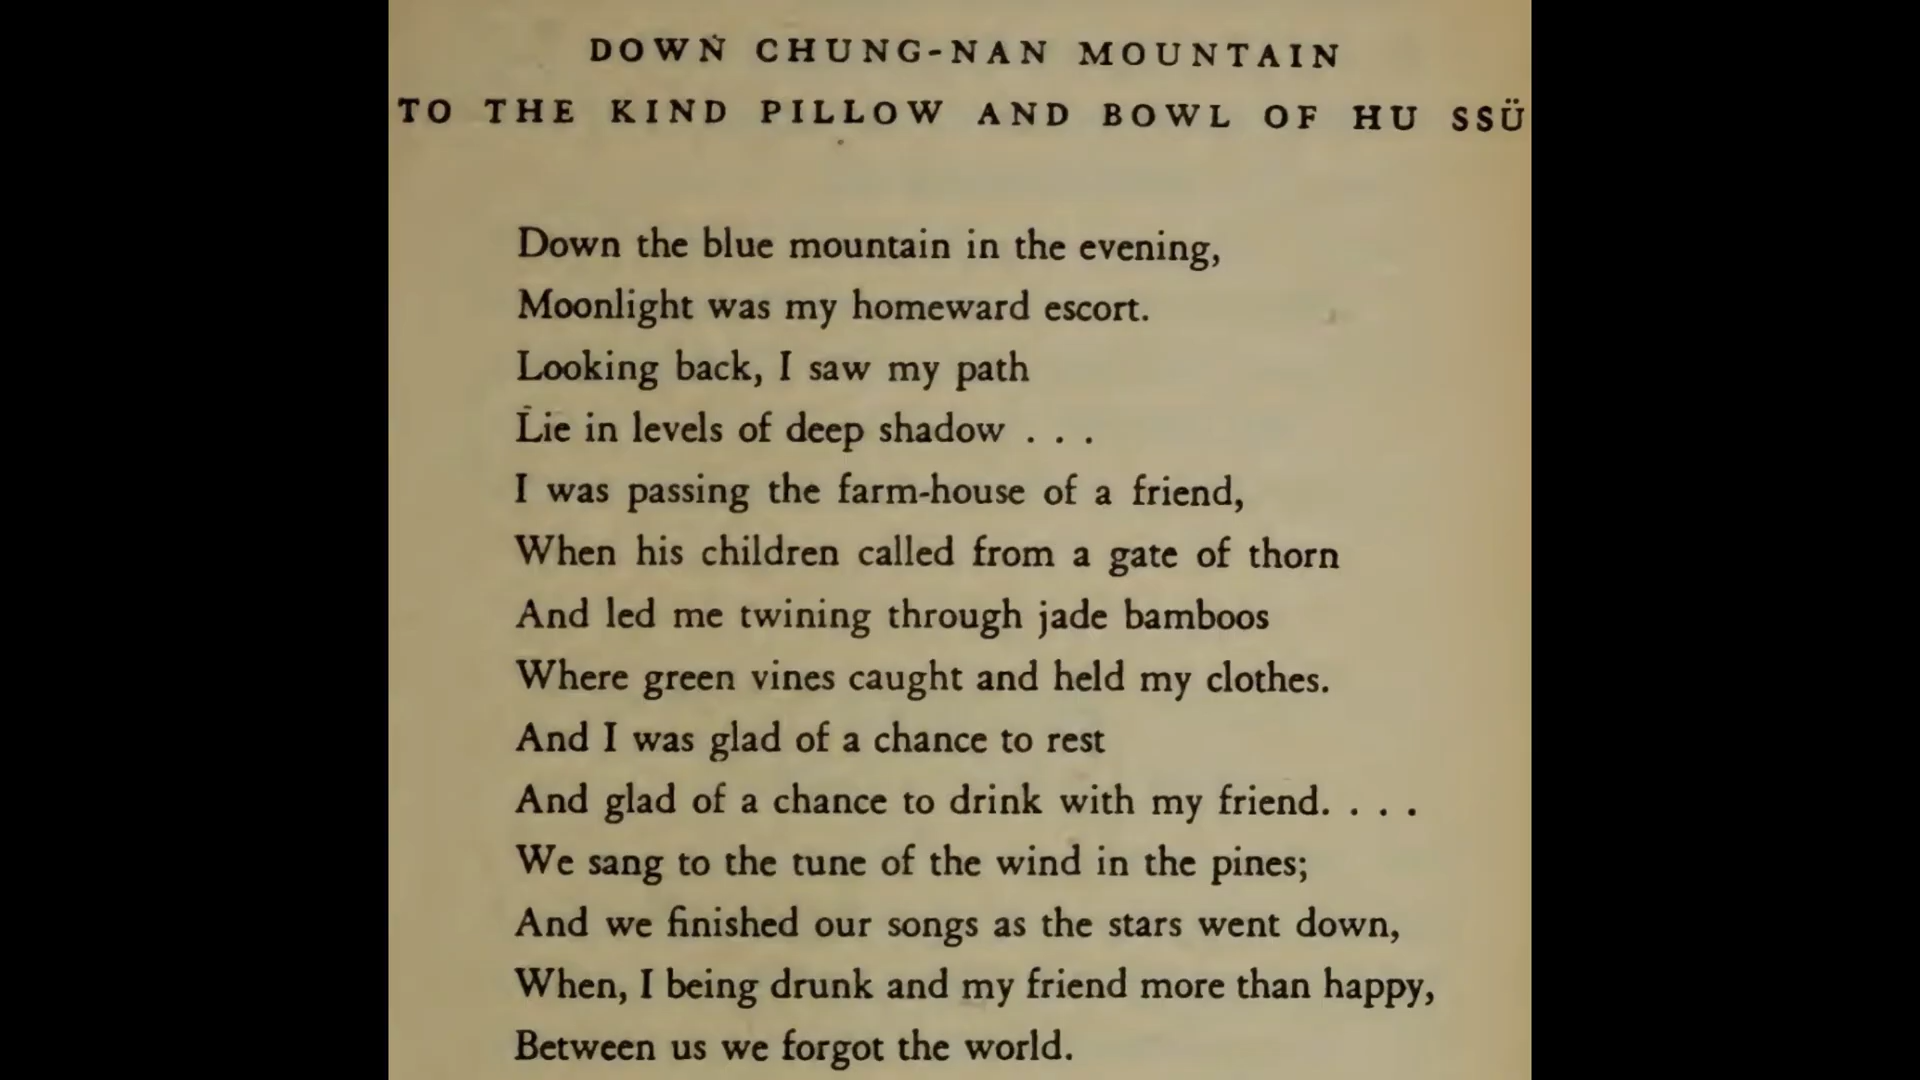 DOWN CHUNG-NAN MOUNTAIN
TO THE KIND PILLOW AND BOWL OF HU SSÜ
Down the blue mountain in the evening,
Moonlight was my homeward escort.
Looking back, I saw my path
Lie in levels of deep shadow . . .
I was passing the farm-house of a friend,
When his children called from a gate of thorn
And led me twining through jade bamboos
Where green vines caught and held my clothes.
And I was glad of a chance to rest
And glad of a chance to drink with my friend. . . .
We sang to the tune of the wind in the pines;
And we finished our songs as the stars went down,
When, I being drunk and my friend more than happy,
Between us we forgot the world.